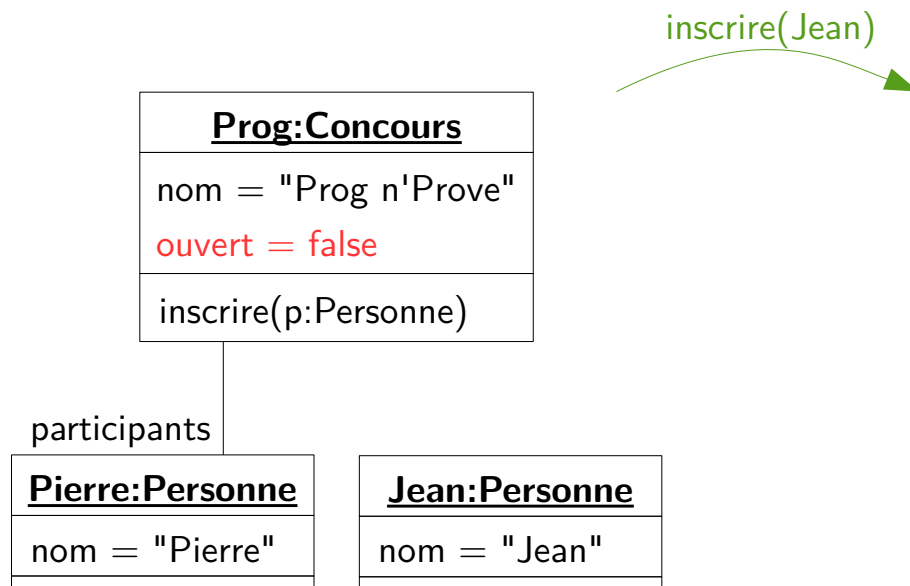 inscrire(Jean)
Prog:Concours
nom = "Prog n'Prove"
ouvert = false
inscrire(p:Personne)
participants
Pierre:Personne
nom = "Pierre"
Jean:Personne
nom = "Jean"